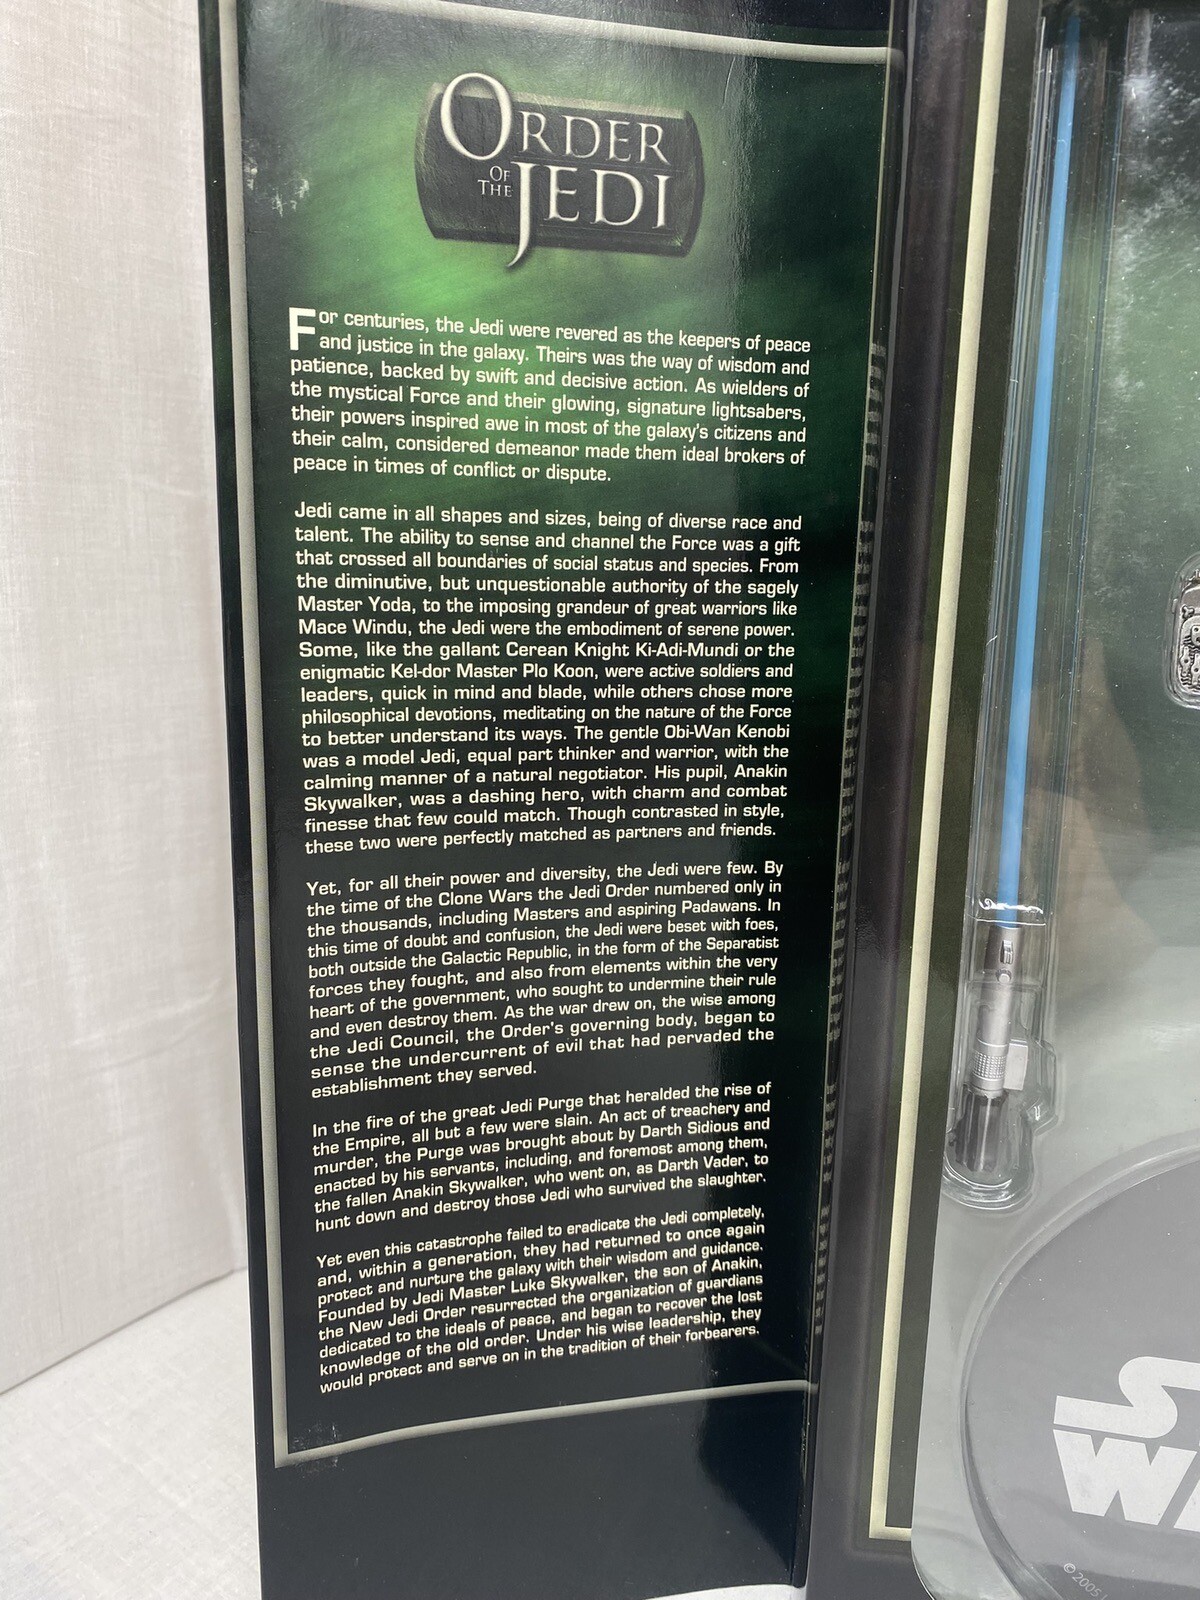 ORDER
OF
THE JEDI
For centuries, the Jedi were revered as the keepers of peace
and justice in the galaxy. Theirs was the way of wisdom and
patience, backed by swift and decisive action. As wielders of
the mystical Force and their glowing, signature lightsabers,
their powers inspired awe in most of the galaxy's citizens and
their calm, considered demeanor made them ideal brokers of
peace in times of conflict or dispute.
Jedi came in all shapes and sizes, being of diverse race and
talent. The ability to sense and channel the Force was a gift
that crossed all boundaries of social status and species. From
the diminutive, but unquestionable authority of the sagely
Master Yoda, to the imposing grandeur of great warriors like
Mace Windu, the Jedi were the embodiment of serene power.
Some, like the gallant Cerean Knight Ki-Adi-Mundi or the
enigmatic Kel-dor Master Plo Koon, were active soldiers and
leaders, quick in mind and blade, while others chose more
philosophical devotions, meditating on the nature of the Force
to better understand its ways. The gentle Obi-Wan Kenobi
was a model Jedi, equal part thinker and warrior, with the
calming manner of a natural negotiator. His pupil, Anakin
Skywalker, was a dashing hero, with charm and combat
finesse that few could match. Though contrasted in style,
these two were perfectly matched as partners and friends.
Yet, for all their power and diversity, the Jedi were few. By
the time of the Clone Wars the Jedi Order numbered only in
the thousands, including Masters and aspiring Padawans. In
this time of doubt and confusion, the Jedi were beset with foes,
both outside the Galactic Republic, in the form of the Separatist
forces they fought, and also from elements within the very
heart of the government, who sought to undermine their rule
and even destroy them. As the war drew on, the wise among
the Jedi Council, the Order's governing body, began to
sense the undercurrent of evil that had pervaded the
establishment they served.
In the fire of the great Jedi Purge that heralded the rise of
the Empire, all but a few were slain. An act of treachery and
murder, the Purge was brought about by Darth Sidious and
enacted by his servants, including, and foremost among them,
the fallen Anakin Skywalker, who went on, as Darth Vader, to
hunt down and destroy those Jedi who survived the slaughter.
Yet even this catastrophe failed to eradicate the Jedi completely,
and, within a generation, they had returned to once again
protect and nurture the galaxy with their wisdom and guidance.
Founded by Jedi Master Luke Skywalker, the son of Anakin,
the New Jedi Order resurrected the organization of guardians
dedicated to the ideals of peace, and began to recover the lost
knowledge of the old order. Under his wise leadership, they
would protect and serve on in the tradition of their forbearers.
© 2005